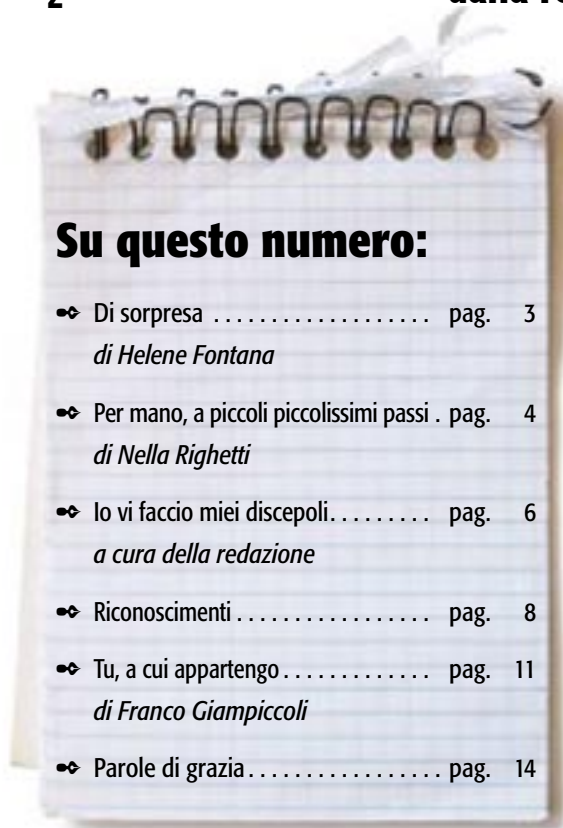 2
Su questo numero:
Di sorpresa ................... pag. 3
di Helene Fontana
Per mano, a piccoli piccolissimi passi . pag. 4
di Nella Righetti
Io vi faccio miei discepoli......... pag. 6
a cura della redazione
Riconoscimenti ................. pag. 8
Tu, a cui appartengo ............. pag. 11
di Franco Giampiccoli
Parole di grazia ................. pag. 14